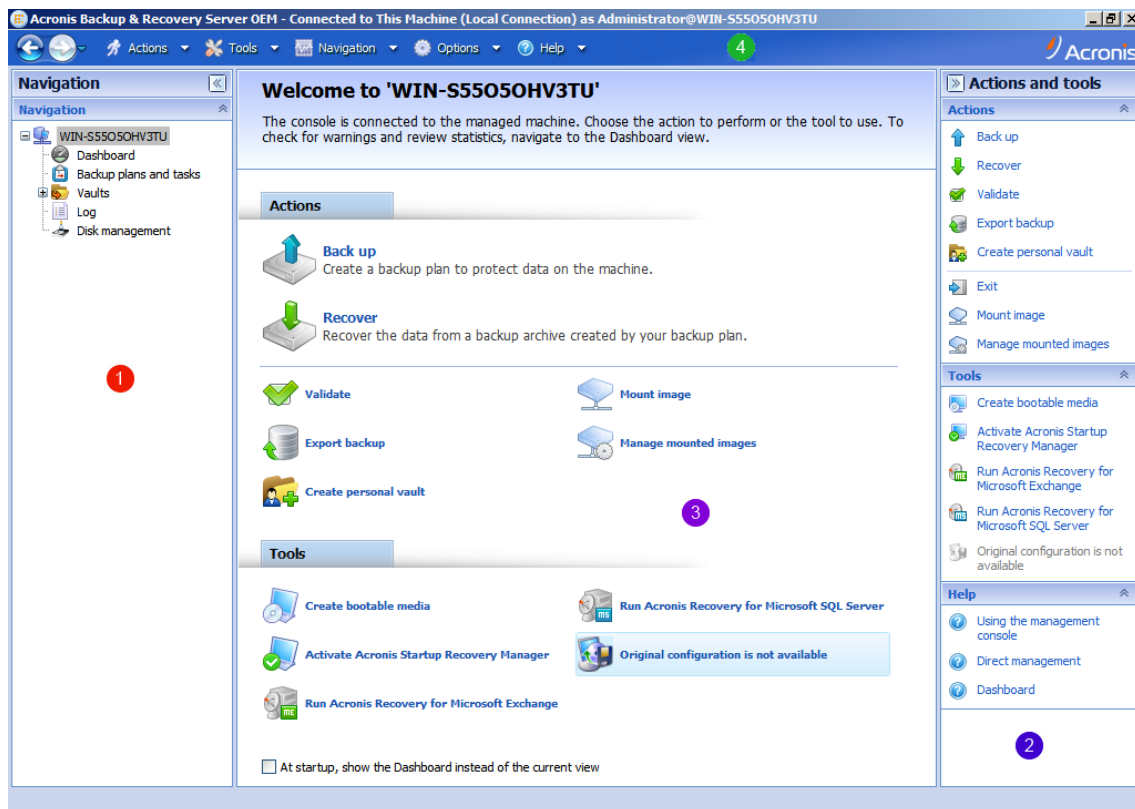 Acronis Backup & Recovery Server OEM - Connected to This Machine (Local Connection) as Administrator@WIN-S55O5OHV3TU
Actions
Tools
Navigation
Options
Help
4
Acronis
Navigation
Navigation
WIN-S55O5OHV3TU
Dashboard
Backup plans and tasks
Vaults
Log
Disk management
1
Welcome to 'WIN-S55O5OHV3TU'
The console is connected to the managed machine. Choose the action to perform or the tool to use. To
check for warnings and review statistics, navigate to the Dashboard view.
Actions
Back up
Create a backup plan to protect data on the machine.
Recover
Recover the data from a backup archive created by your backup plan.
Validate
Mount image
Export backup
Manage mounted images
Create personal vault
3
Tools
Create bootable media
ms
Run Acronis Recovery for Microsoft SQL Server
Activate Acronis Startup Recovery Manager
Original configuration is not available
ME
Run Acronis Recovery for Microsoft Exchange
At startup, show the Dashboard instead of the current view
Actions and tools
Actions
Back up
Recover
Validate
Export backup
Create personal vault
Exit
Mount image
Manage mounted images
Tools
Create bootable media
Activate Acronis Startup
Recovery Manager
ME
Run Acronis Recovery for
Microsoft Exchange
ms
Run Acronis Recovery for
Microsoft SQL Server
Original configuration is not
available
Help
Using the management
console
Direct management
Dashboard
2